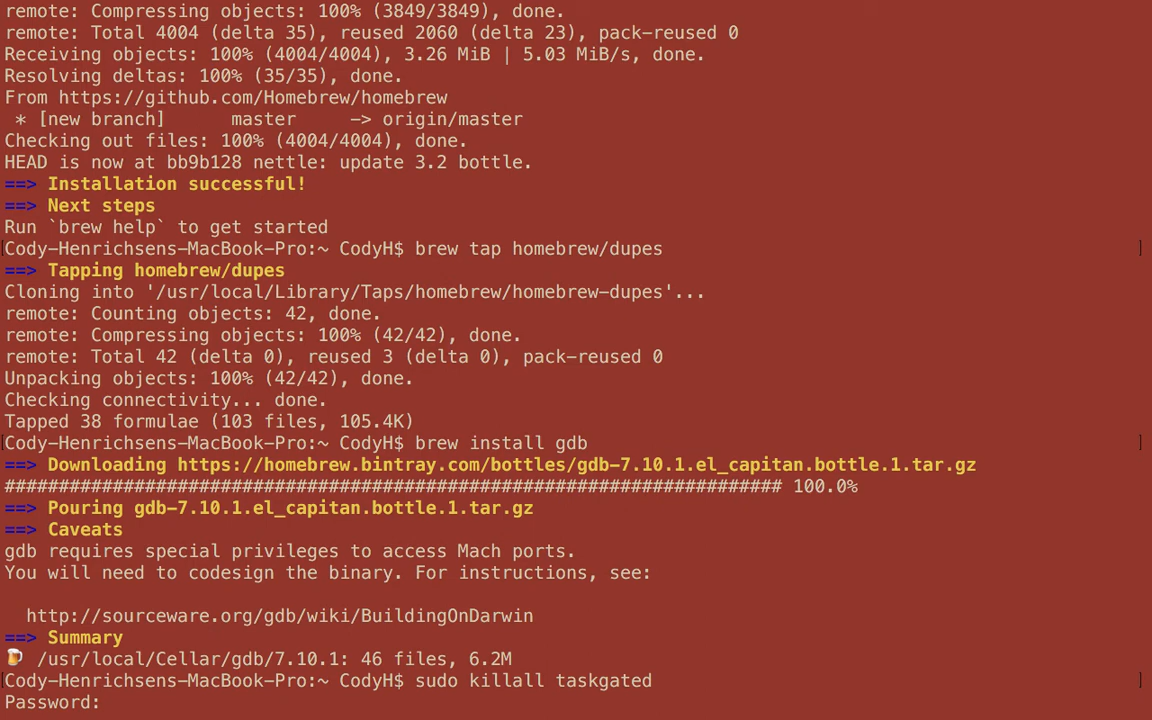 remote: Compressing objects: 100% (3849/3849), done.
remote: Total 4004 (delta 35), reused 2060 (delta 23), pack-reused 0
Receiving objects: 100% (4004/4004), 3.26 MiB | 5.03 MiB/s, done.
Resolving deltas: 100% (35/35), done.
From https://github.com/Homebrew/homebrew
 * [new branch]      master     -> origin/master
Checking out files: 100% (4004/4004), done.
HEAD is now at bb9b128 nettle: update 3.2 bottle.
==> Installation successful!
==> Next steps
Run `brew help` to get started
[Cody-Henrichsens-MacBook-Pro:~ CodyH$ brew tap homebrew/dupes ]
==> Tapping homebrew/dupes
Cloning into '/usr/local/Library/Taps/homebrew/homebrew-dupes'...
remote: Counting objects: 42, done.
remote: Compressing objects: 100% (42/42), done.
remote: Total 42 (delta 0), reused 3 (delta 0), pack-reused 0
Unpacking objects: 100% (42/42), done.
Checking connectivity... done.
Tapped 38 formulae (103 files, 105.4K)
[Cody-Henrichsens-MacBook-Pro:~ CodyH$ brew install gdb ]
==> Downloading https://homebrew.bintray.com/bottles/gdb-7.10.1.el_capitan.bottle.1.tar.gz
######################################################################## 100.0%
==> Pouring gdb-7.10.1.el_capitan.bottle.1.tar.gz
==> Caveats
gdb requires special privileges to access Mach ports.
You will need to codesign the binary. For instructions, see:
  http://sourceware.org/gdb/wiki/BuildingOnDarwin
==> Summary
🍺  /usr/local/Cellar/gdb/7.10.1: 46 files, 6.2M
[Cody-Henrichsens-MacBook-Pro:~ CodyH$ sudo killall taskgated ]
Password: